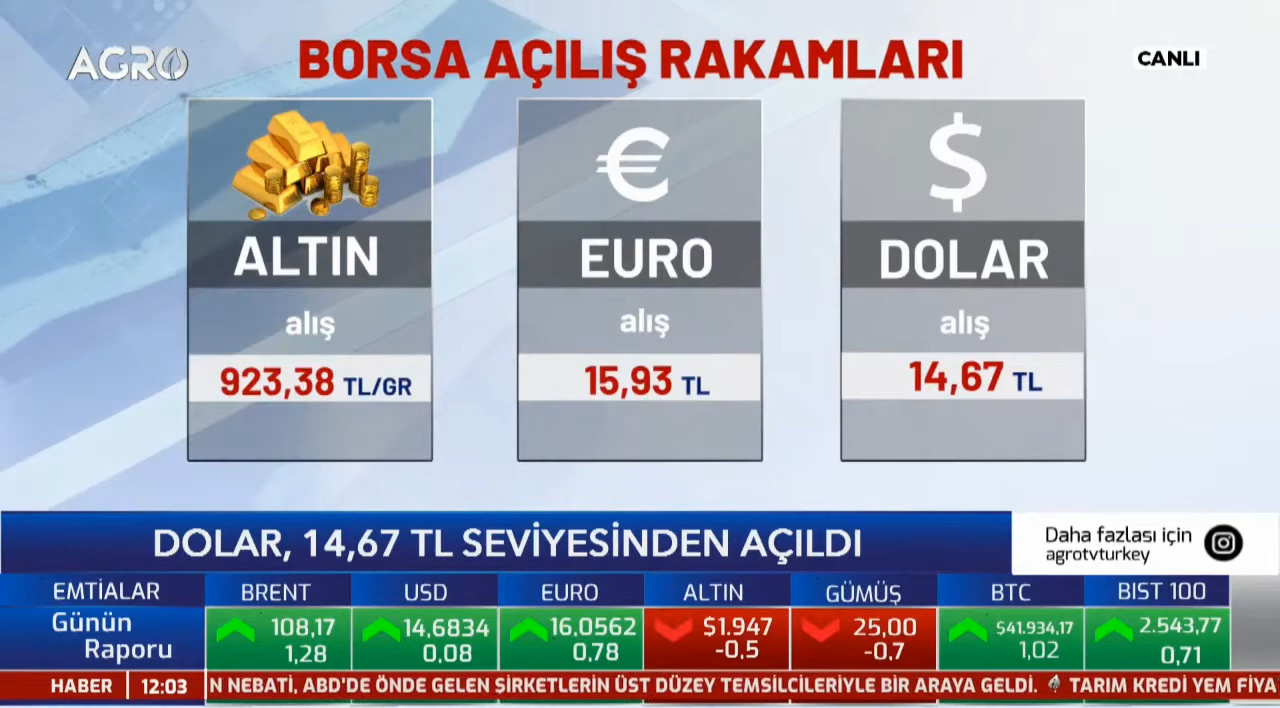 AGRO
BORSA AÇILIŞ RAKAMLARI
CANLI
ALTIN
alış
923,38 TL/GR
€
EURO
alış
15,93 TL
$
DOLAR
alış
14,67 TL
DOLAR, 14,67 TL SEVİYESİNDEN AÇILDI
Daha fazlası için
agrotvturkey
EMTİALAR
Günün
Raporu
BRENT
108,17
1,28
USD
14,6834
0,08
EURO
16,0562
0,78
ALTIN
$1.947
-0,5
GÜMÜŞ
25,00
-0,7
BTC
$41.934,17
1,02
BIST 100
2.543,77
0,71
HABER 12:03 N NEBATİ, ABD'DE ÖNDE GELEN ŞİRKETLERİN ÜST DÜZEY TEMSİLCİLERİYLE BİR ARAYA GELDİ. TARIM KREDİ YEM FİYA